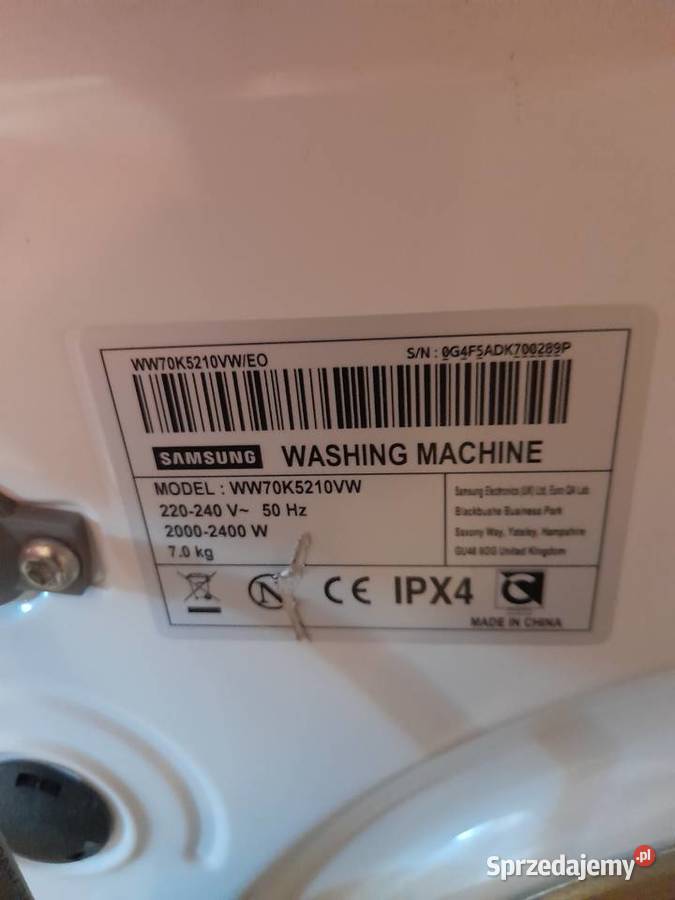 WW70K5210VW/EO
S/N : 0G4F5ADK700289P
SAMSUNG WASHING MACHINE
MODEL : WW70K5210VW
220-240 V~ 50 Hz
2000-2400 W
7.0 kg
Samsung Electronics (UK) Ltd, Euro QA Lab
Blackbushe Business Park
Saxony Way, Yateley, Hampshire
GU46 6GG United Kingdom
CE IPX4
MADE IN CHINA
Sprzedajemy.pl